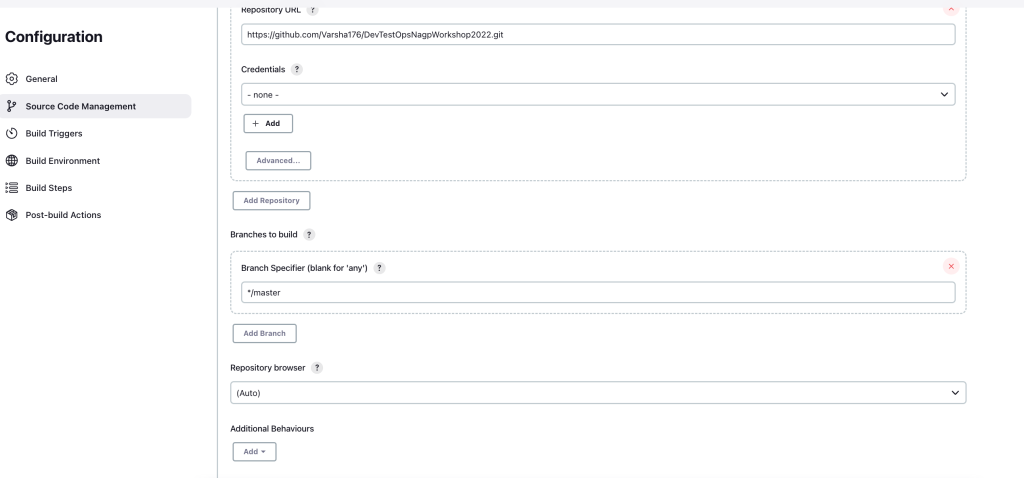 Repository URL ?
Configuration
https://github.com/Varsha176/DevTestOpsNagpWorkshop2022.git
General
Source Code Management
Build Triggers
Build Environment
Build Steps
Post-build Actions
Credentials ?
- none -
+ Add
Advanced...
Add Repository
Branches to build ?
Branch Specifier (blank for 'any') ?
*/master
Add Branch
Repository browser ?
(Auto)
Additional Behaviours
Add